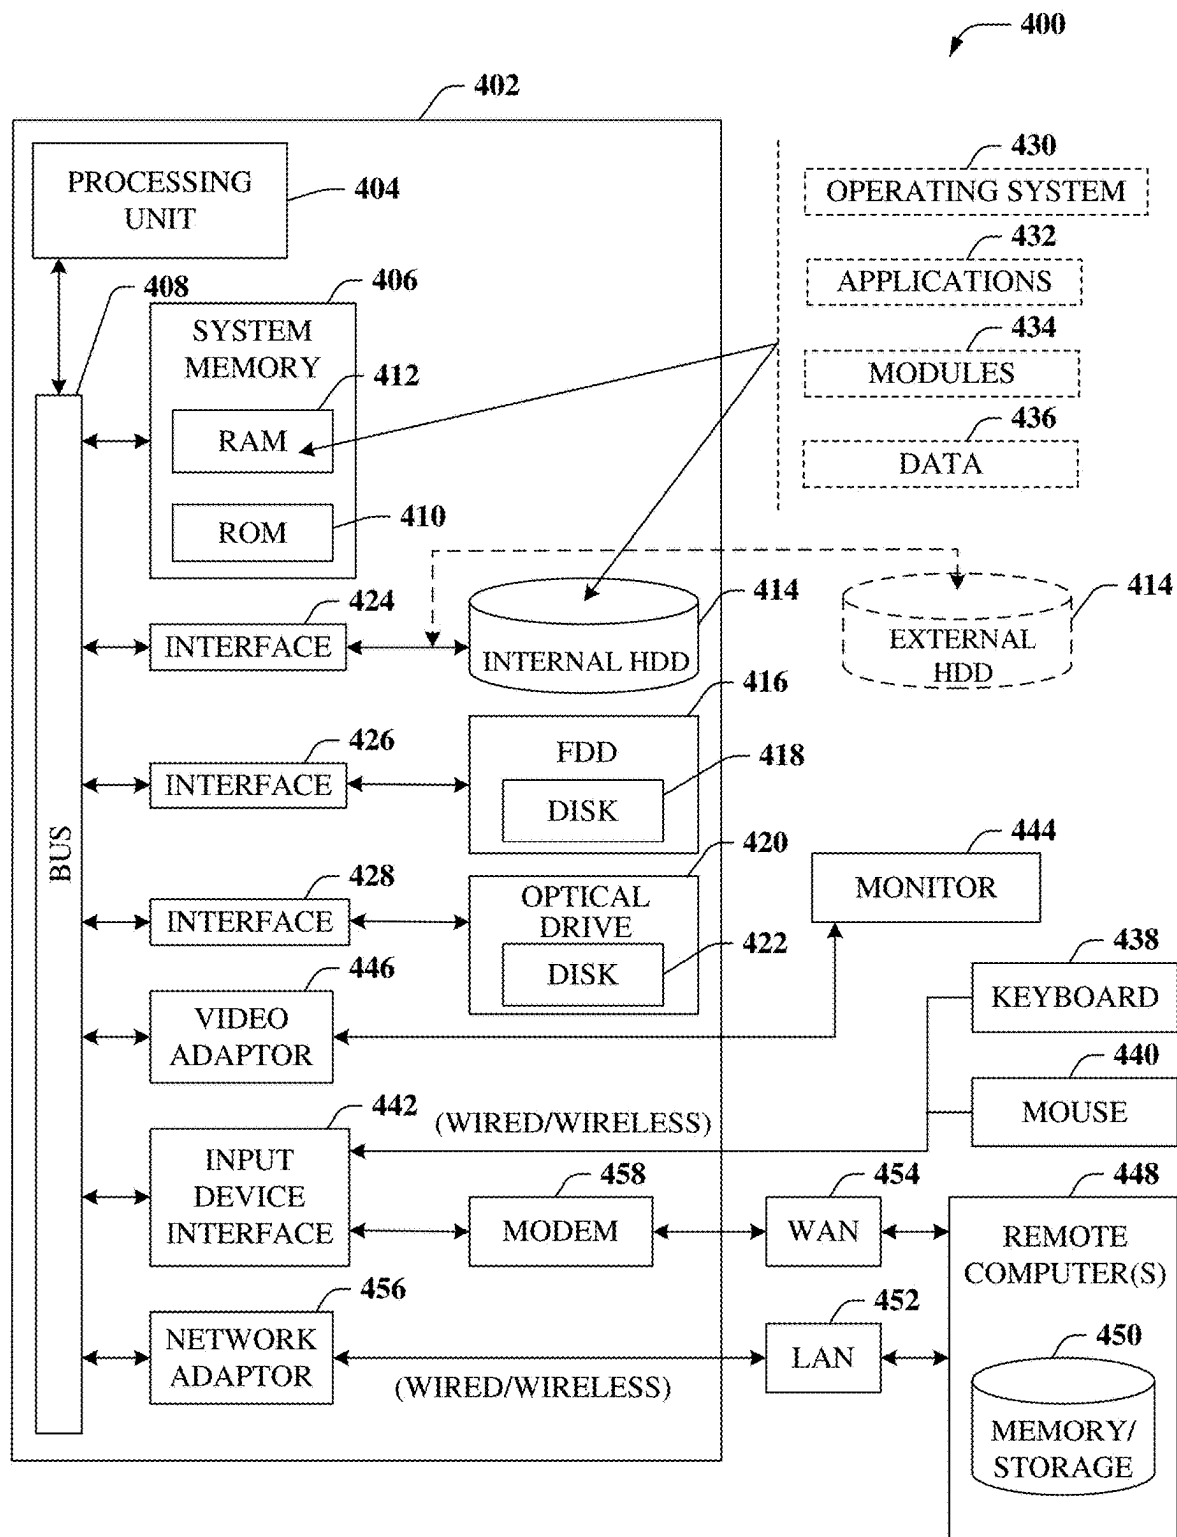 400
402
PROCESSING
UNIT
404
430
OPERATING SYSTEM
432
APPLICATIONS
434
MODULES
436
DATA
408
406
SYSTEM
MEMORY
412
RAM
410
ROM
424
INTERFACE
414
INTERNAL HDD
414
EXTERNAL
HDD
416
FDD
418
DISK
426
INTERFACE
BUS
420
OPTICAL
DRIVE
422
DISK
428
INTERFACE
444
MONITOR
438
KEYBOARD
446
VIDEO
ADAPTOR
440
MOUSE
442
INPUT
DEVICE
INTERFACE
(WIRED/WIRELESS)
458
MODEM
454
WAN
448
REMOTE
COMPUTER(S)
456
NETWORK
ADAPTOR
(WIRED/WIRELESS)
452
LAN
450
MEMORY/
STORAGE